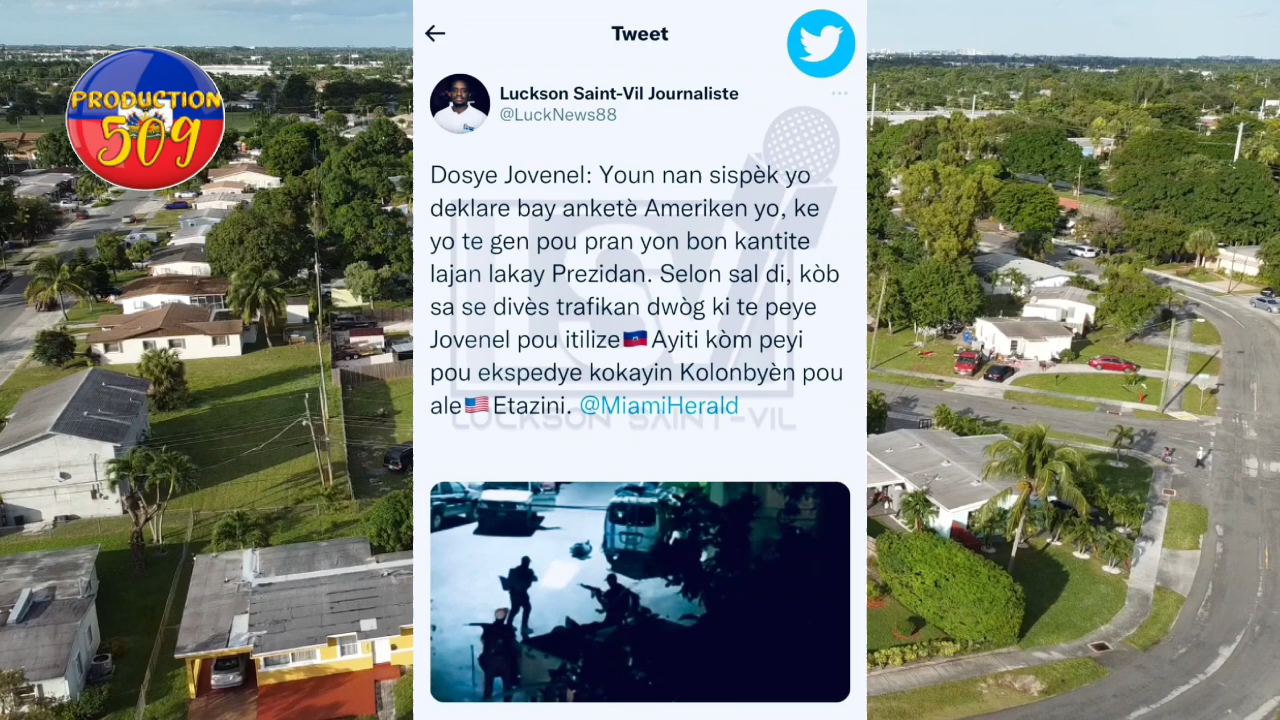 PRODUCTION
509
Tweet
Luckson Saint-Vil Journaliste
@LuckNews88
Dosye Jovenel: Youn nan sispèk yo
deklare bay anketè Ameriken yo, ke
yo te gen pou pran yon bon kantite
lajan lakay Prezidan. Selon sal di, kòb
sa se divès trafikan dwòg ki te peye
Jovenel pou itilize🇭🇹Ayiti kòm peyi
pou ekspedye kokayin Kolonbyèn pou
ale🇺🇸Etazini. @MiamiHerald
LUCKSON SAINT-VIL